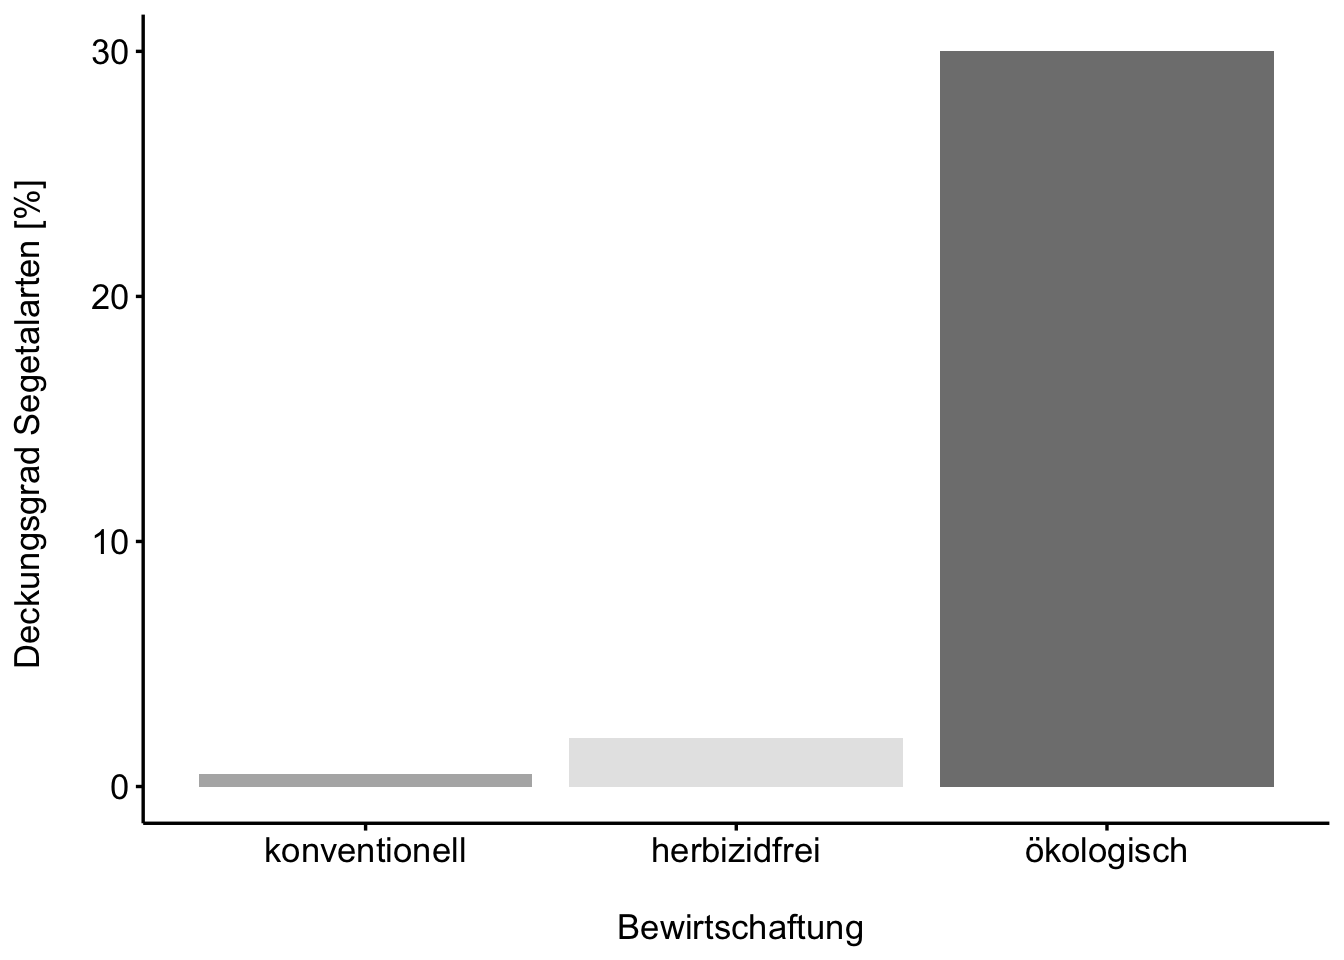 Deckungsgrad Segetalarten [%]
30
20
10
0
konventionell herbizidfrei ökologisch
Bewirtschaftung